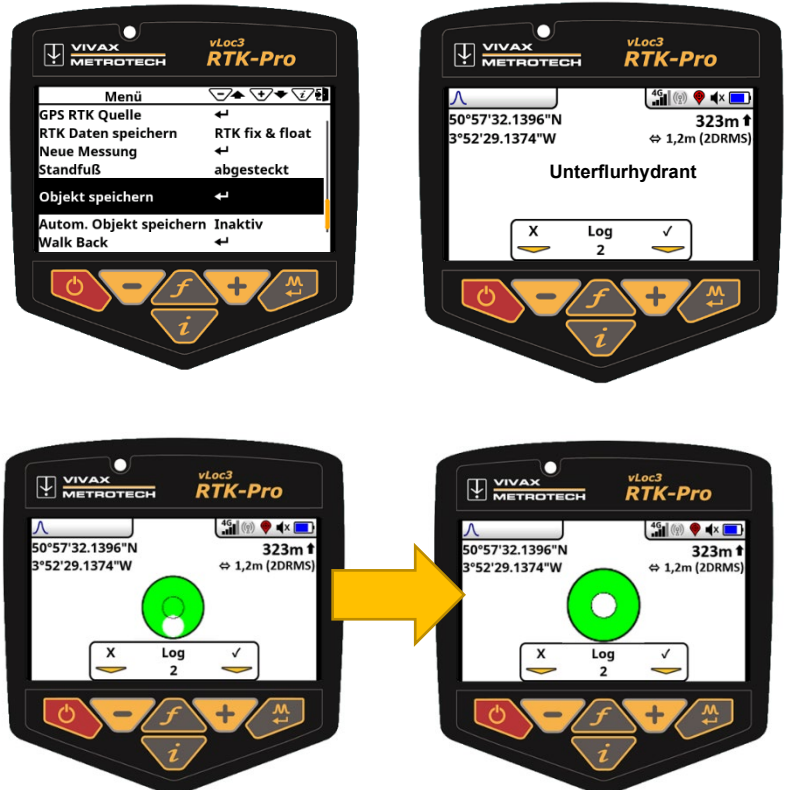 VIVAX
METROTECH
vLoc3
RTK-Pro
Menü
GPS RTK Quelle
RTK Daten speichern RTK fix & float
Neue Messung
Standfuß abgesteckt
Objekt speichern
Autom. Objekt speichern Inaktiv
Walk Back
f
i
VIVAX
METROTECH
vLoc3
RTK-Pro
4G
50°57'32.1396"N 323m
3°52'29.1374"W ⇔ 1,2m (2DRMS)
Unterflurhydrant
X Log ✓
2
f
i
VIVAX
METROTECH
vLoc3
RTK-Pro
4G
50°57'32.1396"N 323m
3°52'29.1374"W ⇔ 1,2m (2DRMS)
X Log ✓
2
f
i
VIVAX
METROTECH
vLoc3
RTK-Pro
4G
50°57'32.1396"N 323m
3°52'29.1374"W ⇔ 1,2m (2DRMS)
X Log ✓
2
f
i